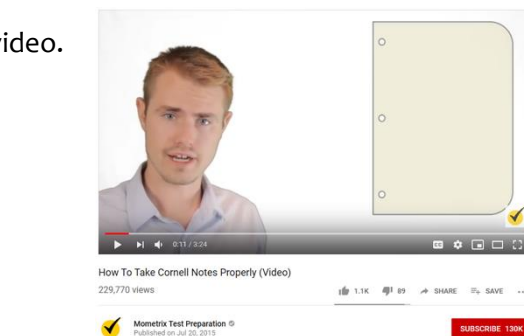 video.
0:11 / 3:24
How To Take Cornell Notes Properly (Video)
229,770 views
1.1K 89 SHARE SAVE
Mometrix Test Preparation
Published on Jul 20, 2015
SUBSCRIBE 130K